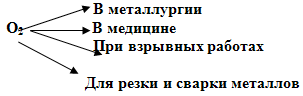 В металлургии
O₂ В медицине
При взрывных работах
Для резки и сварки металлов